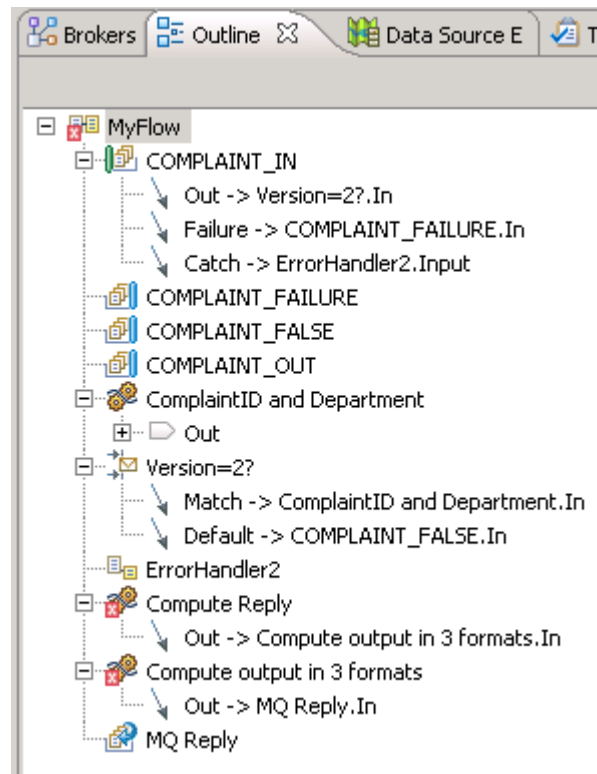 Brokers Outline Data Source E T
MyFlow
COMPLAINT_IN
Out -> Version=2?.In
Failure -> COMPLAINT_FAILURE.In
Catch -> ErrorHandler2.Input
COMPLAINT_FAILURE
COMPLAINT_FALSE
COMPLAINT_OUT
ComplaintID and Department
Out
Version=2?
Match -> ComplaintID and Department.In
Default -> COMPLAINT_FALSE.In
ErrorHandler2
Compute Reply
Out -> Compute output in 3 formats.In
Compute output in 3 formats
Out -> MQ Reply.In
MQ Reply